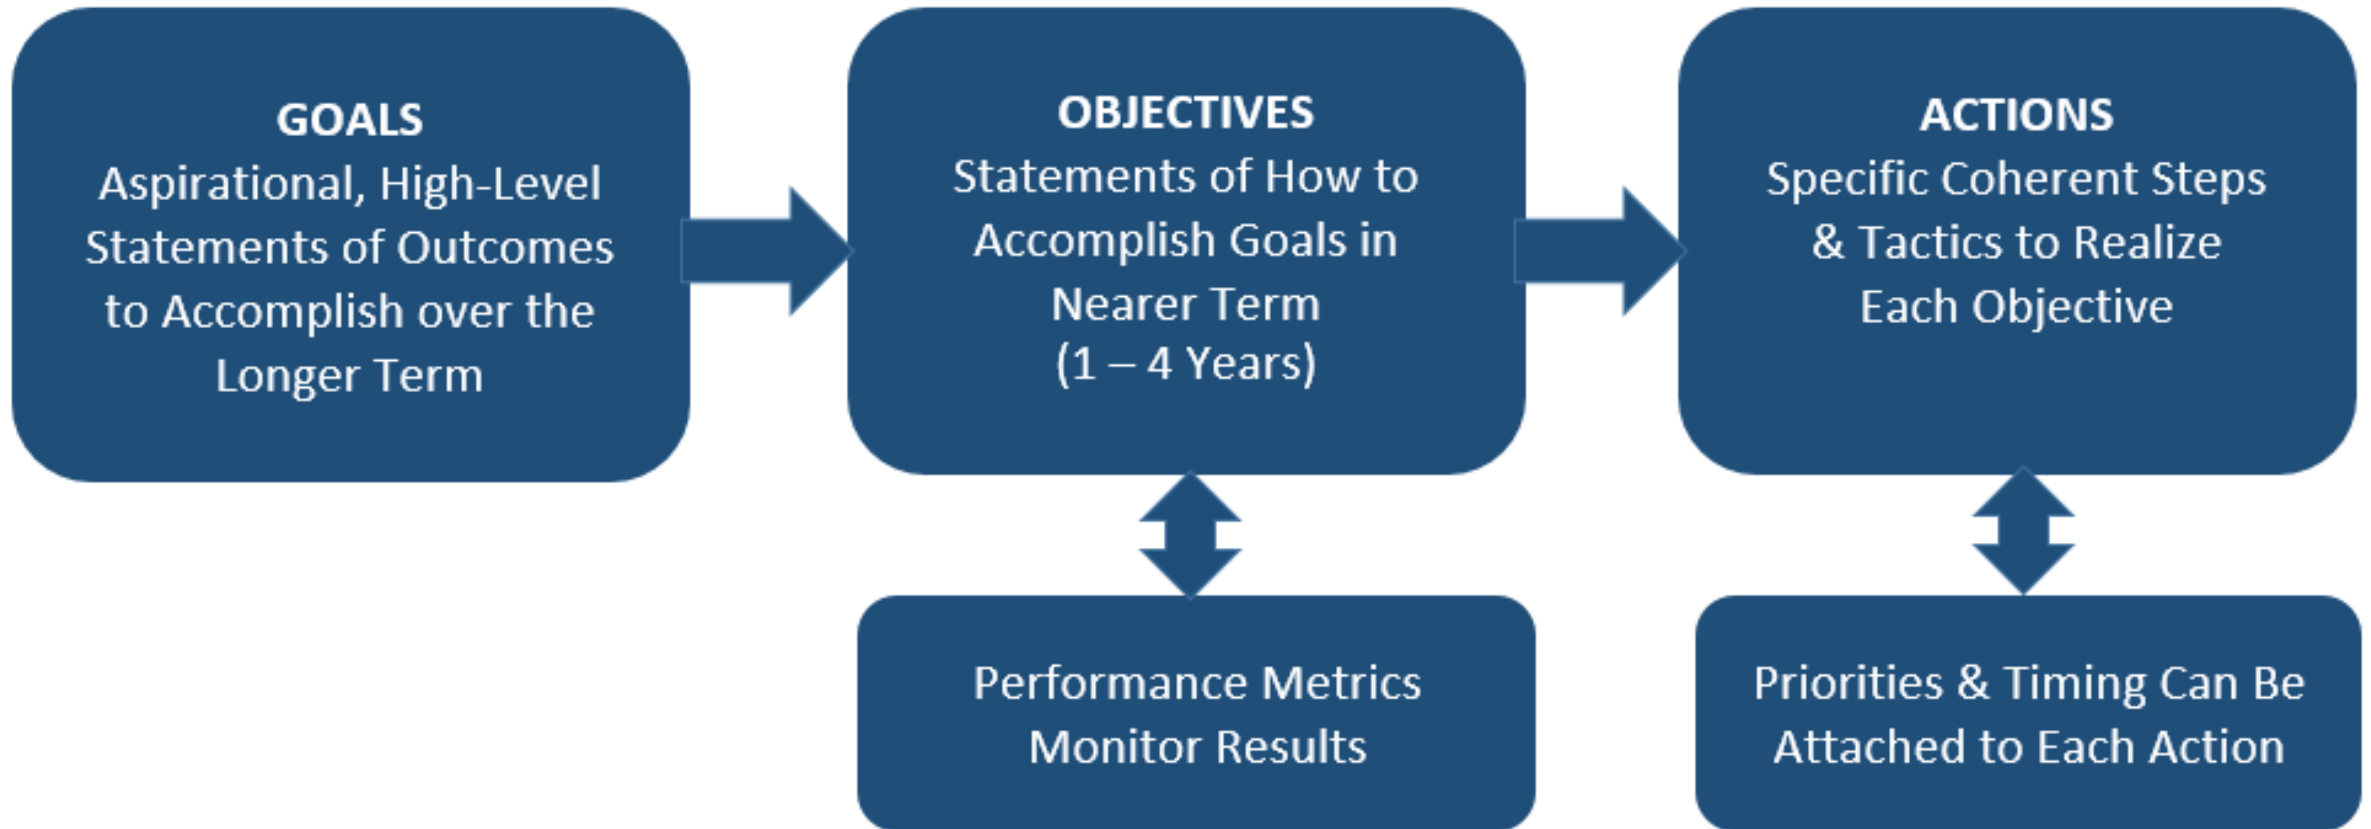 GOALS
Aspirational, High-Level
Statements of Outcomes
to Accomplish over the
Longer Term
OBJECTIVES
Statements of How to
Accomplish Goals in
Nearer Term
(1 – 4 Years)
ACTIONS
Specific Coherent Steps
& Tactics to Realize
Each Objective
Performance Metrics
Monitor Results
Priorities & Timing Can Be
Attached to Each Action